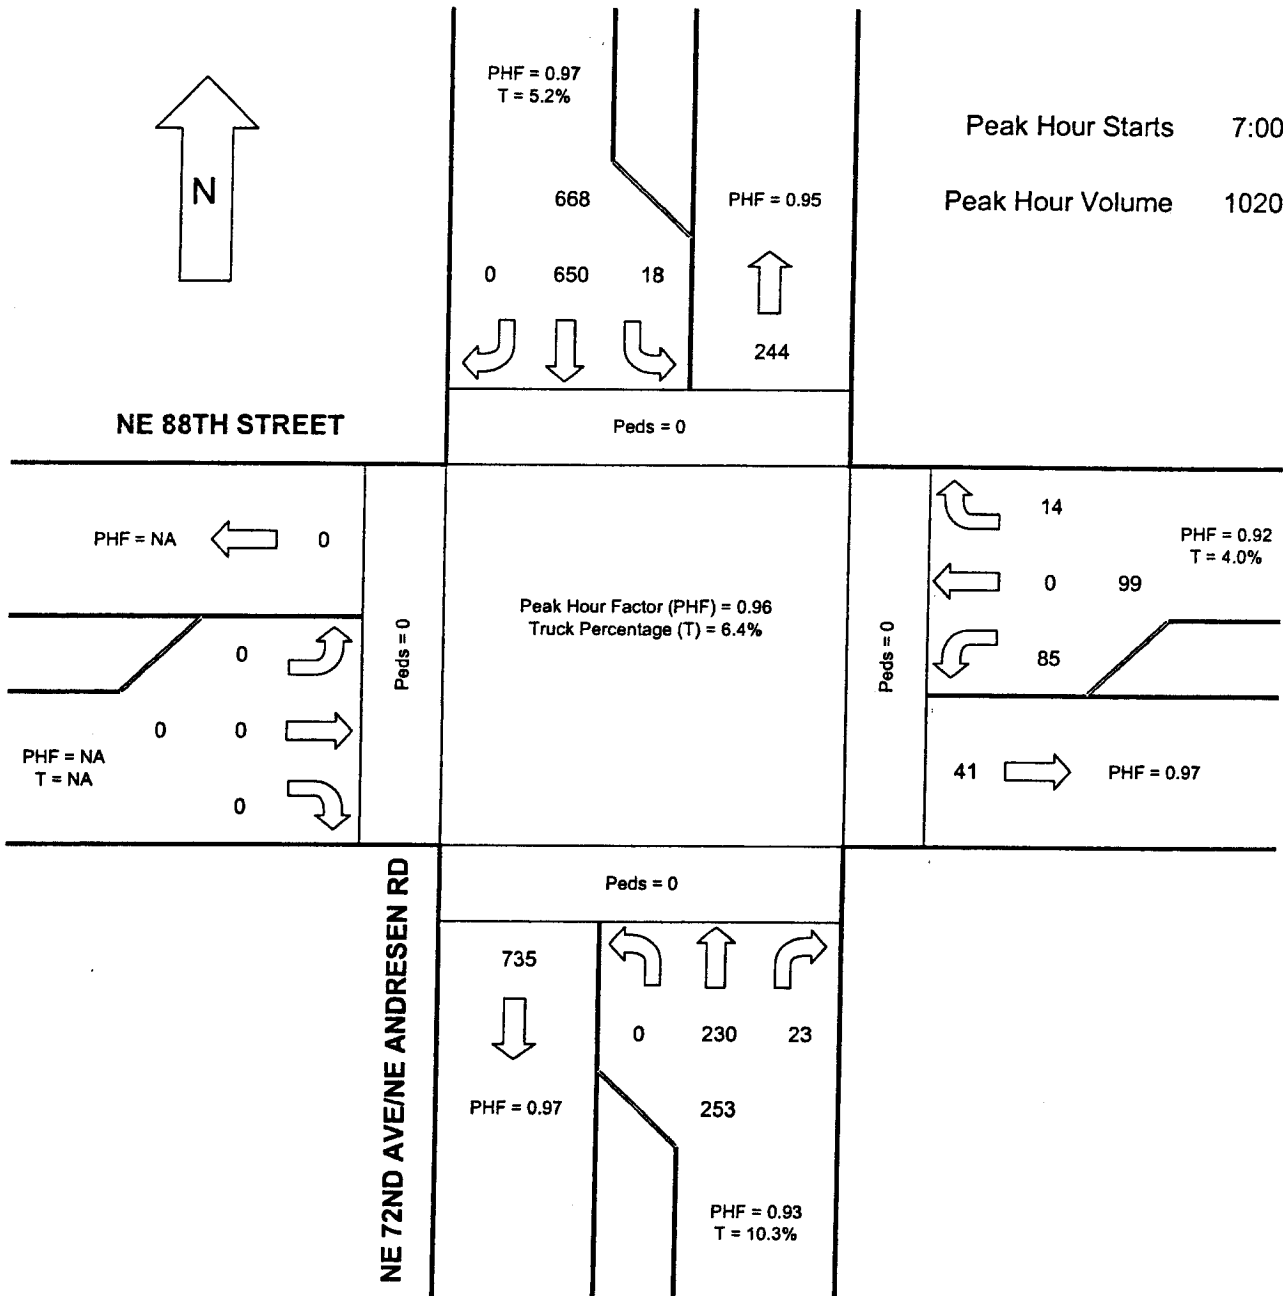 PHF = 0.97
T = 5.2%
Peak Hour Starts 7:00
N
668
PHF = 0.95
Peak Hour Volume 1020
0 650 18
244
NE 88TH STREET
Peds = 0
PHF = NA 0
14
PHF = 0.92
T = 4.0%
0 99
85
Peak Hour Factor (PHF) = 0.96
Truck Percentage (T) = 6.4%
Peds = 0
Peds = 0
0
0 0
PHF = NA
T = NA
0
41 PHF = 0.97
NE 72ND AVE/NE ANDRESEN RD
Peds = 0
735
0 230 23
PHF = 0.97
253
PHF = 0.93
T = 10.3%